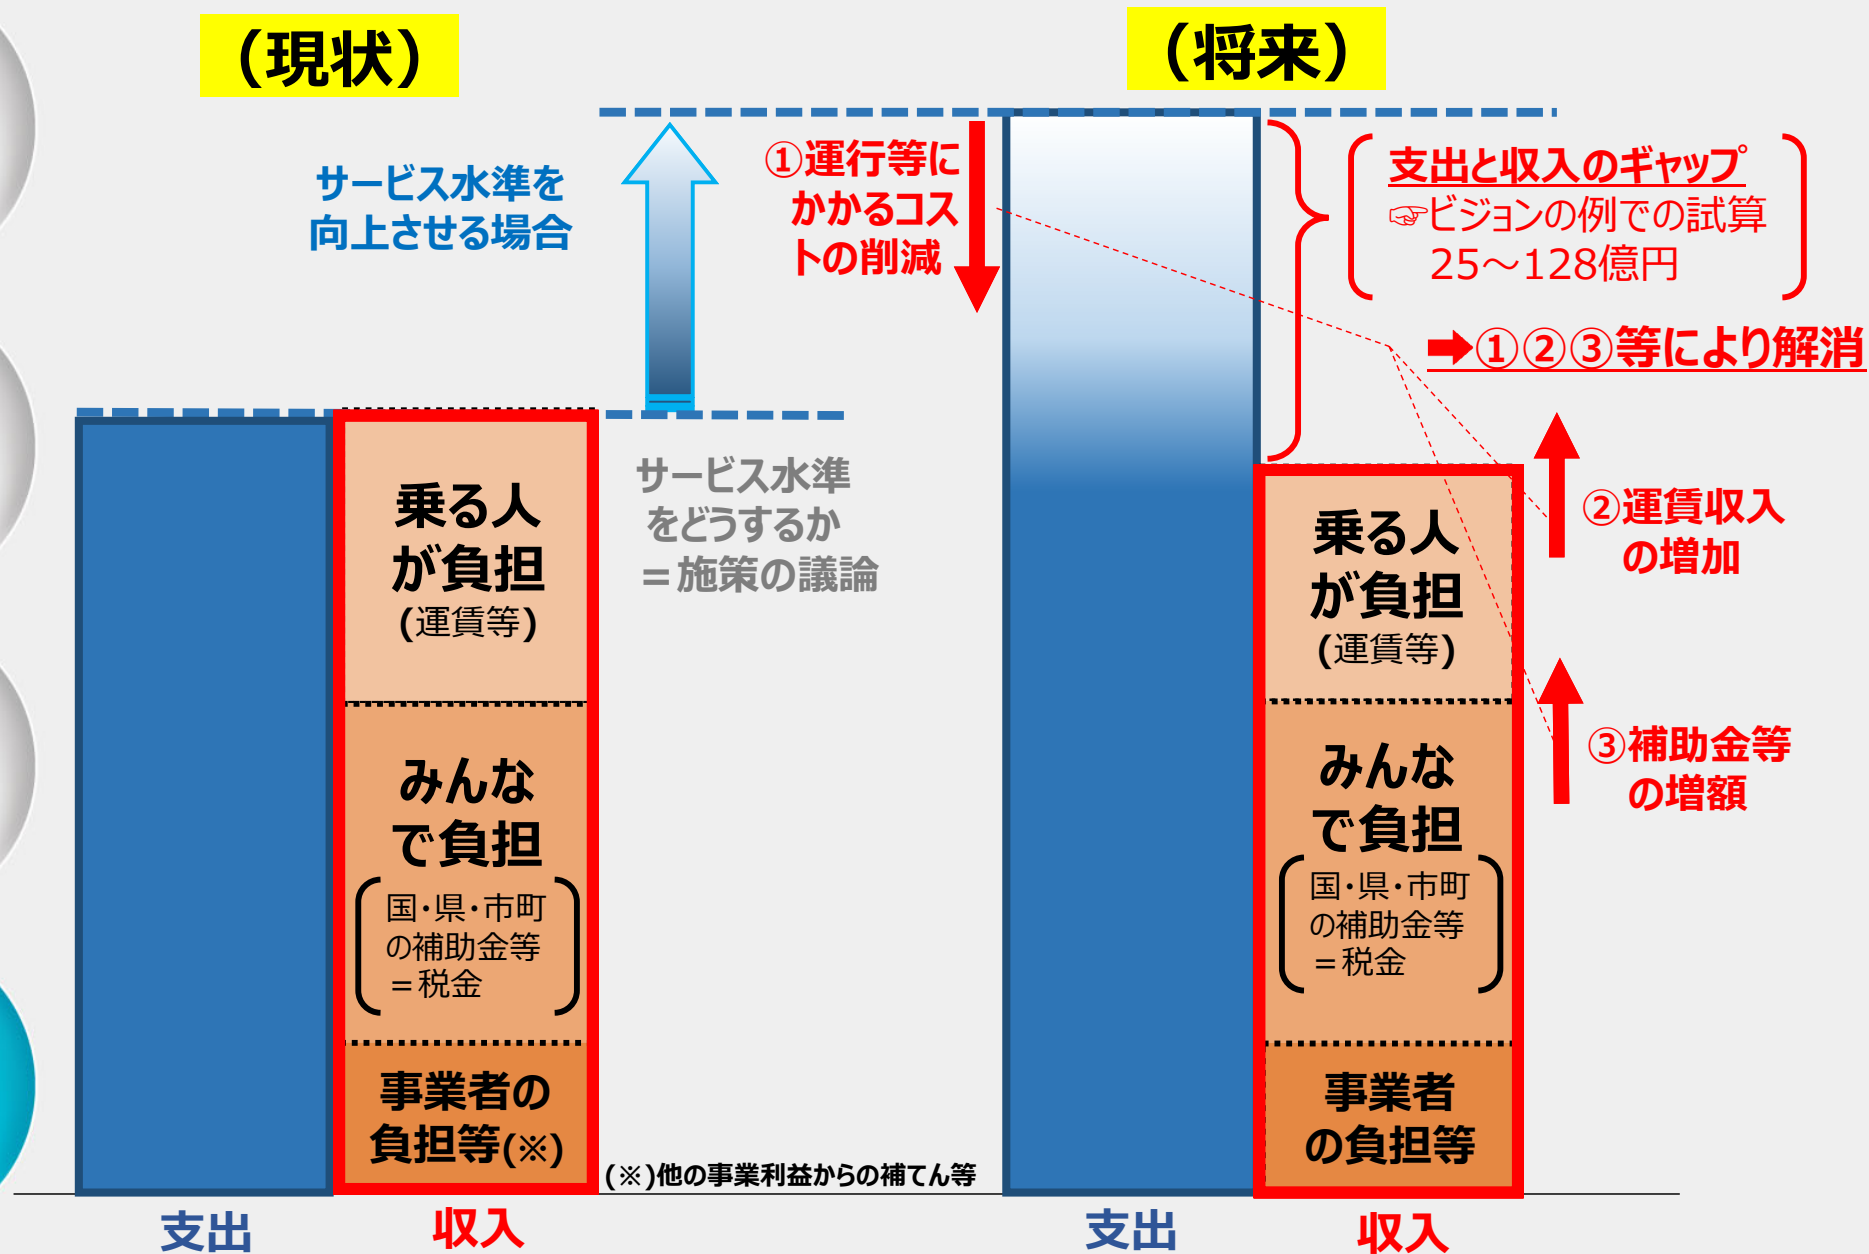 （現状）
（将来）
サービス水準を
向上させる場合
①運行等に
かかるコス
トの削減
支出と収入のギャップ
☞ビジョンの例での試算
25～128億円
➡①②③等により解消
サービス水準
をどうするか
＝施策の議論
乗る人
が負担
(運賃等)
みんな
で負担
国・県・市町
の補助金等
＝税金
事業者の
負担等(※)
(※)他の事業利益からの補てん等
乗る人
が負担
(運賃等)
みんな
で負担
国・県・市町
の補助金等
＝税金
事業者
の負担等
②運賃収入
の増加
③補助金等
の増額
支出
収入
支出
収入